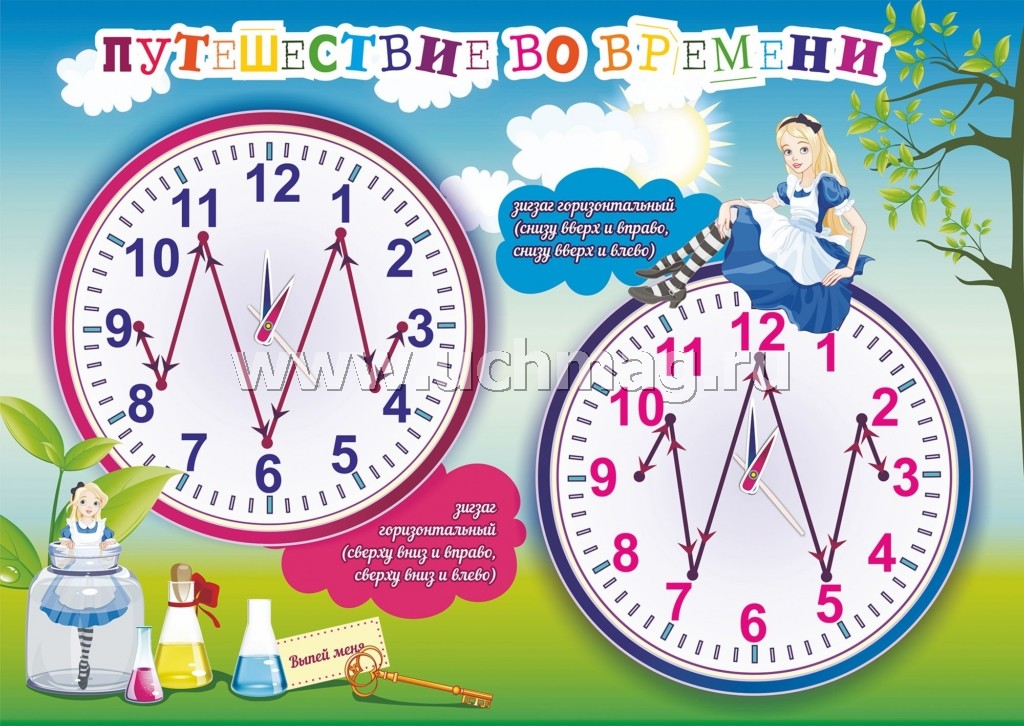 ПУТЕШЕСТВИЕ ВО ВРЕМЕНИ
12
1
2
3
4
5
6
7
8
9
10
11
зигзаг горизонтальный
(снизу вверх и вправо,
снизу вверх и влево)
12
1
2
3
4
5
6
7
8
9
10
11
www.uchmag.ru
зигзаг
горизонтальный
(сверху вниз и вправо,
сверху вниз и влево)
Выпей меня